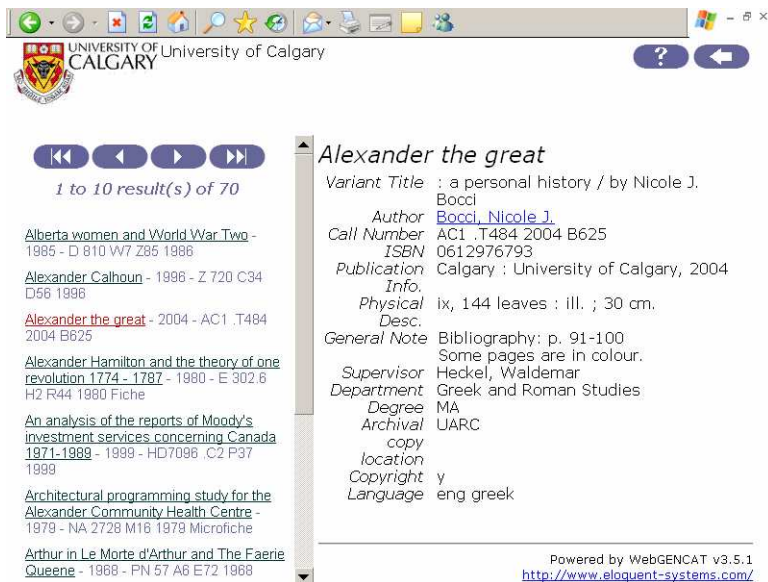 UNIVERSITY OF
CALGARY
University of Calgary
?
1 to 10 result(s) of 70
Alberta women and World War Two -
1985 - D 810 W7 Z85 1986
Alexander Calhoun - 1996 - Z 720 C34
D56 1996
Alexander the great - 2004 - AC1 .T484
2004 B625
Alexander Hamilton and the theory of one
revolution 1774 - 1787 - 1980 - E 302.6
H2 R44 1980 Fiche
An analysis of the reports of Moody's
investment services concerning Canada
1971-1989 - 1999 - HD7096 .C2 P37
1999
Architectural programming study for the
Alexander Community Health Centre -
1979 - NA 2728 M16 1979 Microfiche
Arthur in Le Morte d'Arthur and The Faerie
Queene - 1968 - PN 57 A6 E72 1968
Alexander the great
Variant Title : a personal history / by Nicole J.
Bocci
Author Bocci, Nicole J.
Call Number AC1 .T484 2004 B625
ISBN 0612976793
Publication Calgary : University of Calgary, 2004
Info.
Physical ix, 144 leaves : ill. ; 30 cm.
Desc.
General Note Bibliography: p. 91-100
Some pages are in colour.
Supervisor Heckel, Waldemar
Department Greek and Roman Studies
Degree MA
Archival UARC
copy
location
Copyright y
Language eng greek
Powered by WebGENCAT v3.5.1
http://www.eloquent-systems.com/